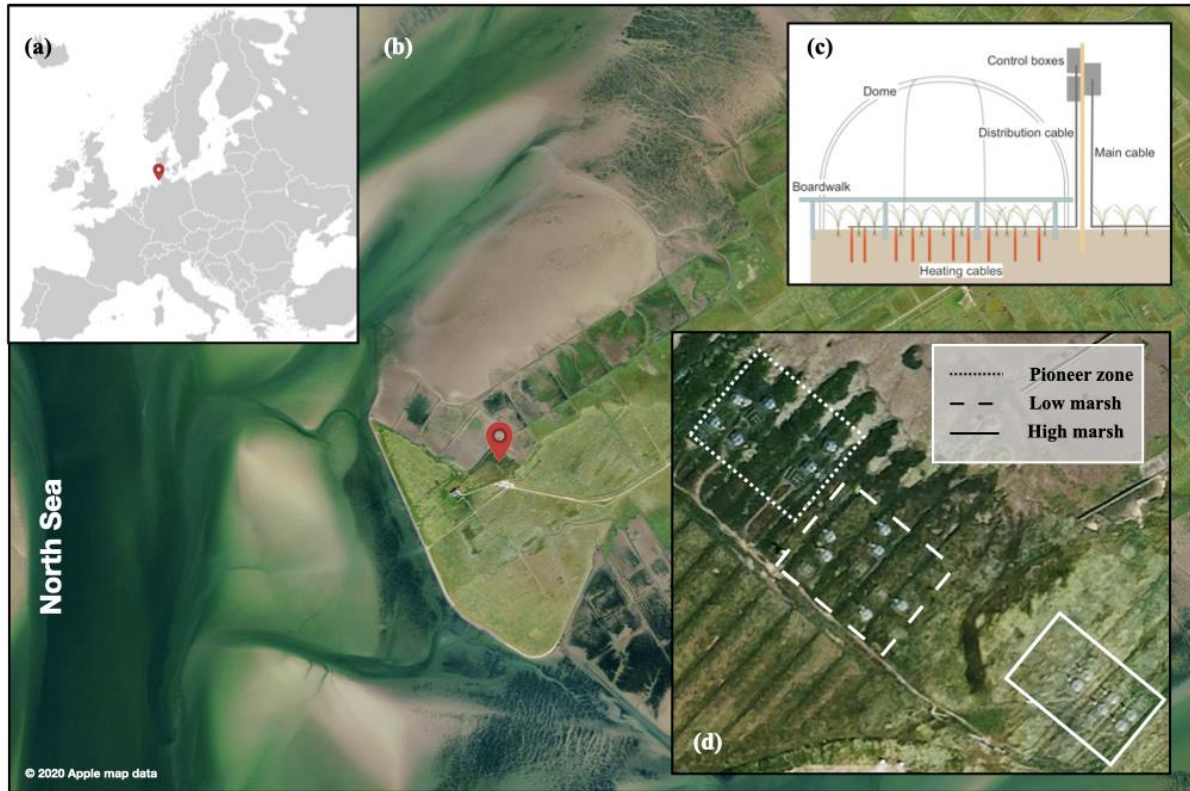 (a)
(b)
(c)
Control boxes
Dome
Distribution cable
Main cable
Boardwalk
Heating cables
Pioneer zone
Low marsh
High marsh
(d)
North Sea
© 2020 Apple map data